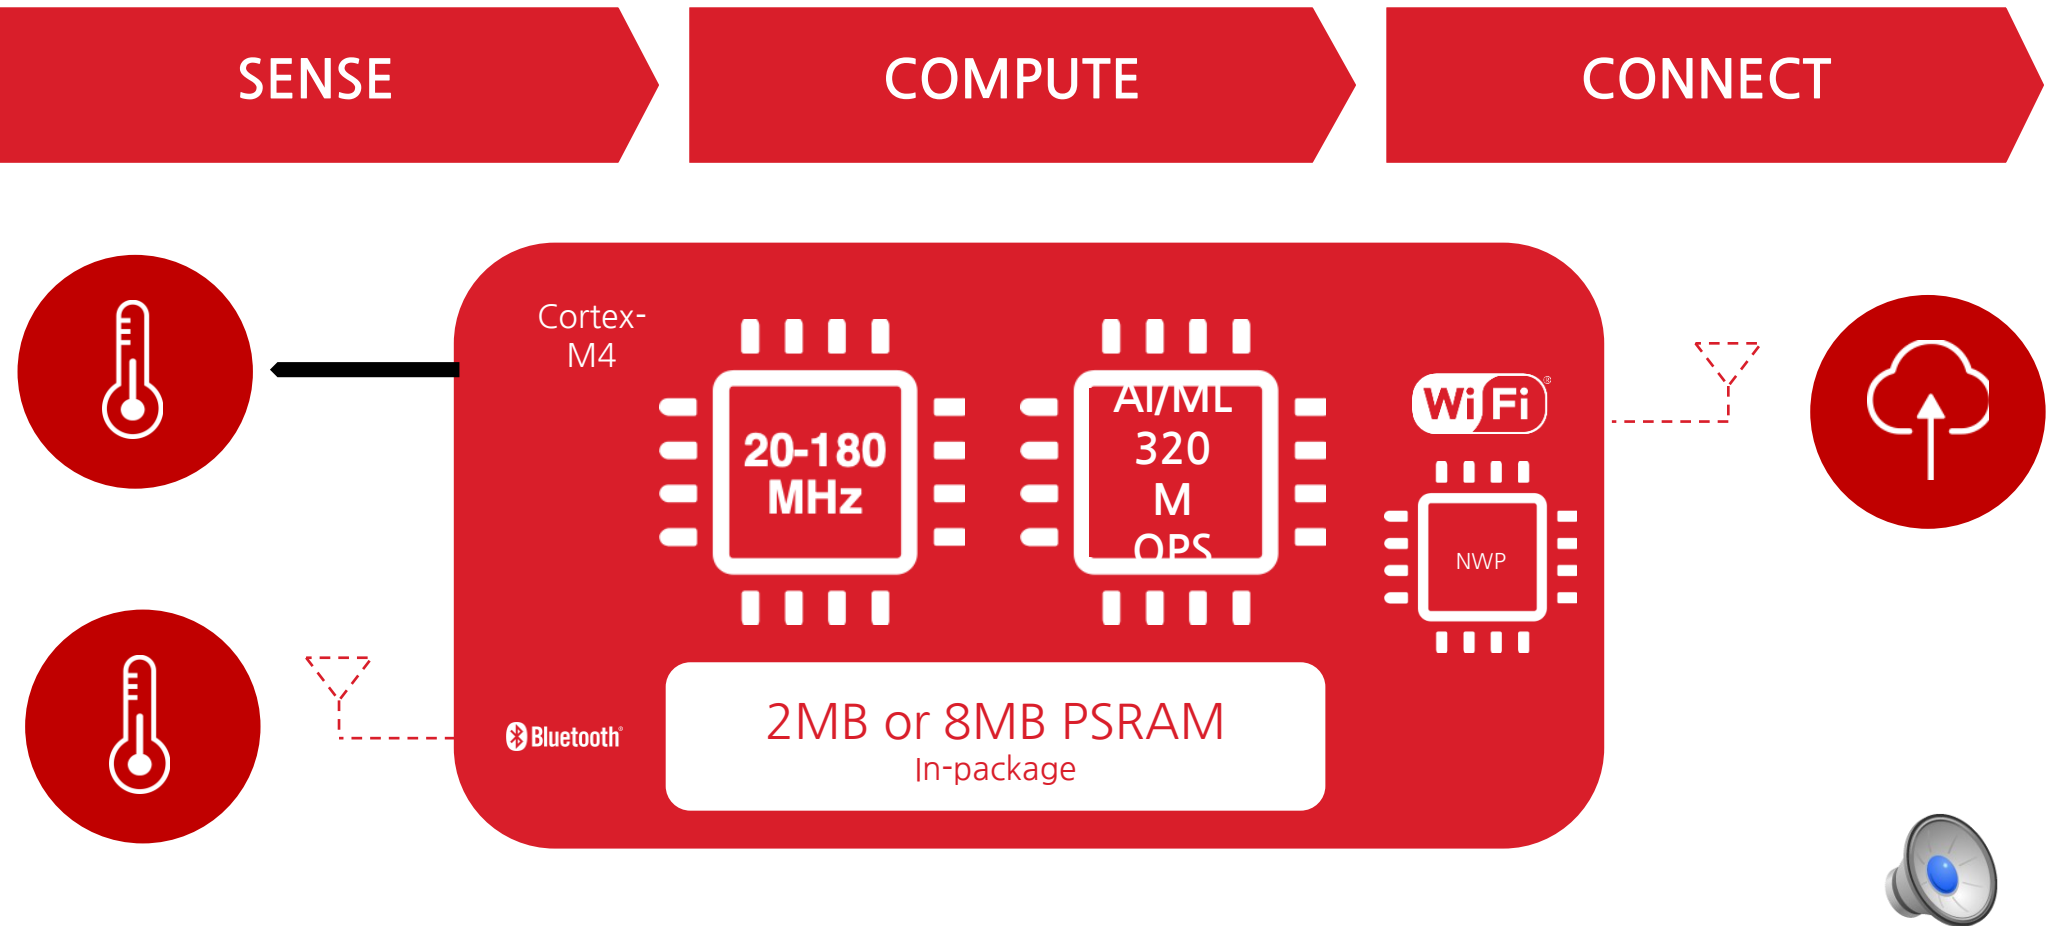 SENSE
COMPUTE
CONNECT
Cortex-
M4
20-180
MHz
AI/ML
320
M
OPS
Wi Fi ®
NWP
Bluetooth®
2MB or 8MB PSRAM
In-package